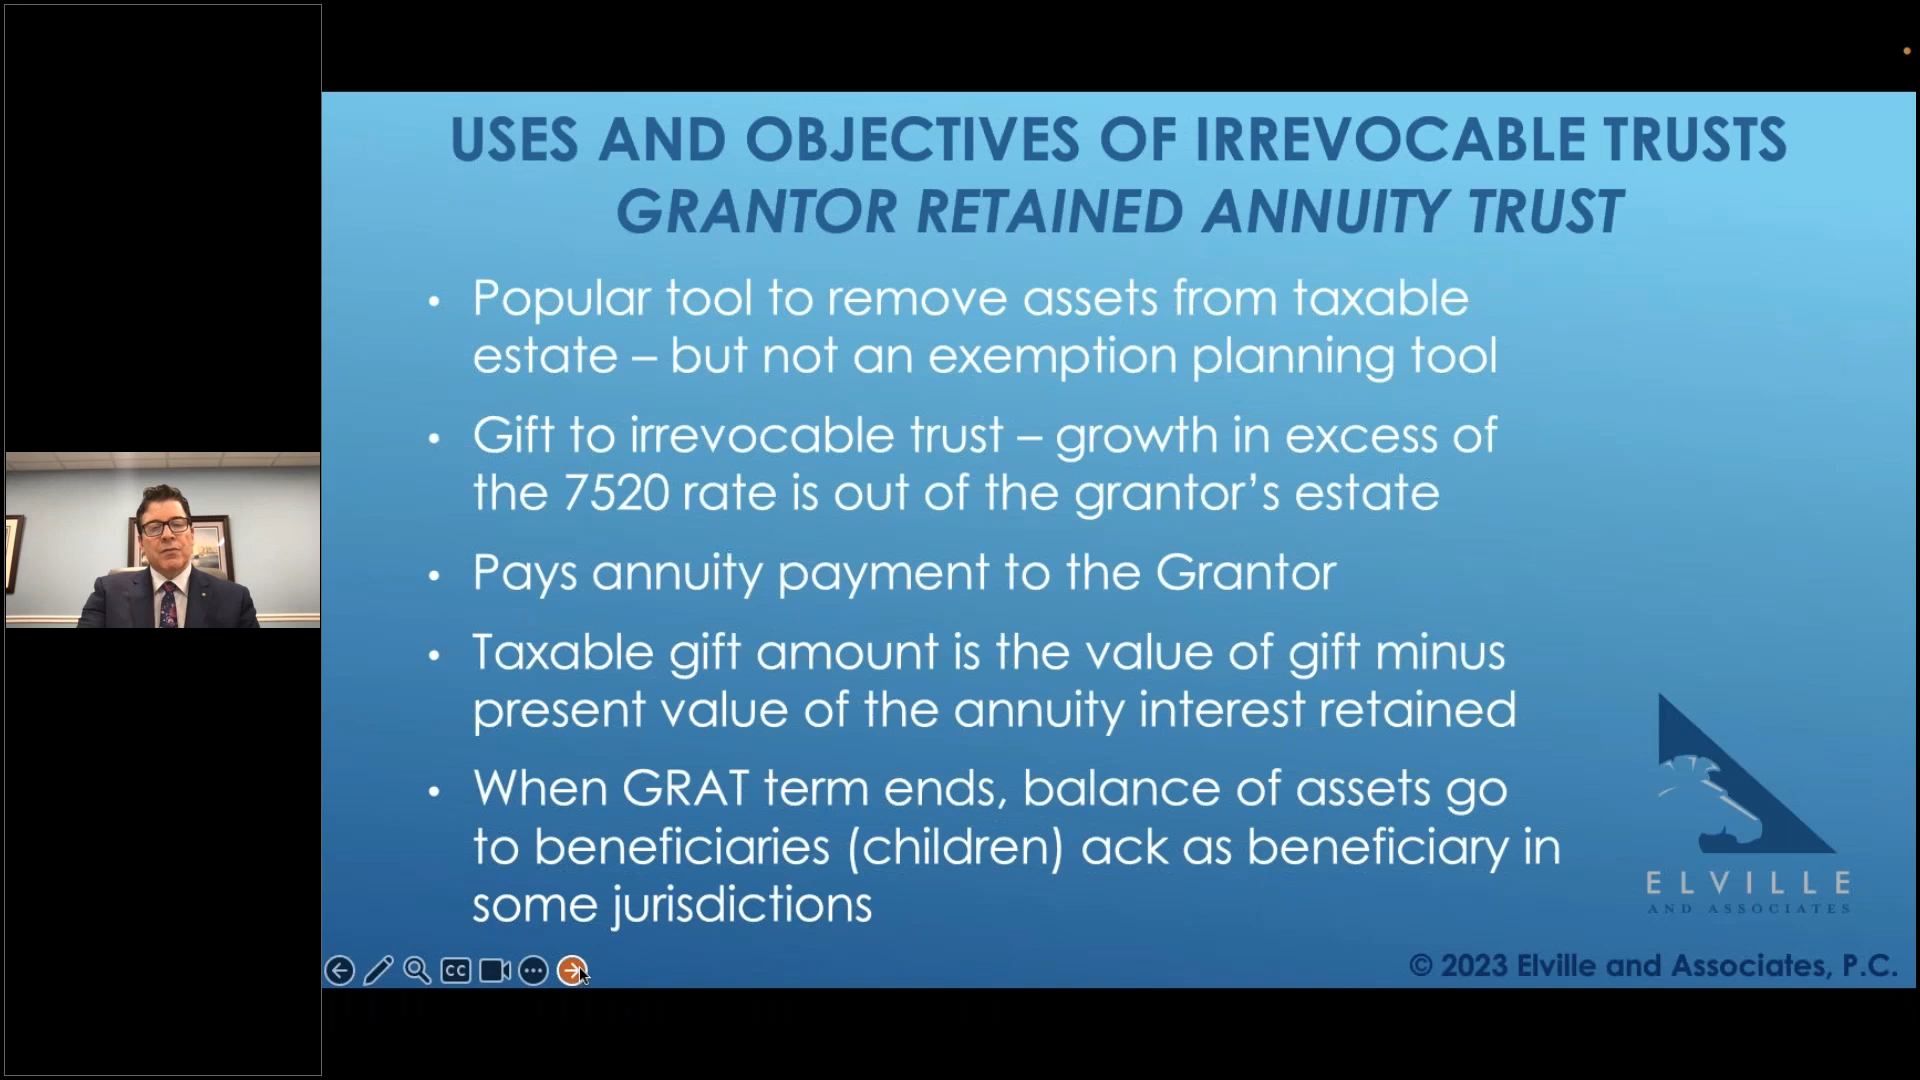 USES AND OBJECTIVES OF IRREVOCABLE TRUSTS
GRANTOR RETAINED ANNUITY TRUST
• Popular tool to remove assets from taxable
estate – but not an exemption planning tool
• Gift to irrevocable trust – growth in excess of
the 7520 rate is out of the grantor’s estate
• Pays annuity payment to the Grantor
• Taxable gift amount is the value of gift minus
present value of the annuity interest retained
• When GRAT term ends, balance of assets go
to beneficiaries (children) ack as beneficiary in
some jurisdictions
ELVILLE
AND ASSOCIATES
CC
© 2023 Elville and Associates, P.C.